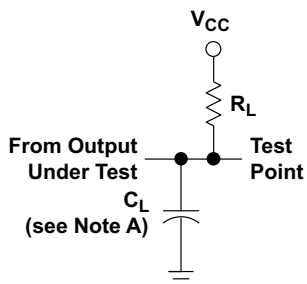 VCC
RL
From Output
Under Test
Test
Point
CL
(see Note A)